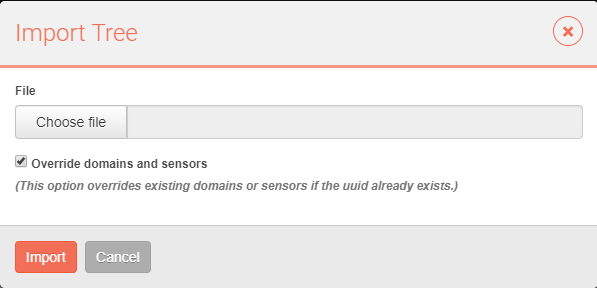 Import Tree
File
Choose file
Override domains and sensors
(This option overrides existing domains or sensors if the uuid already exists.)
Import Cancel